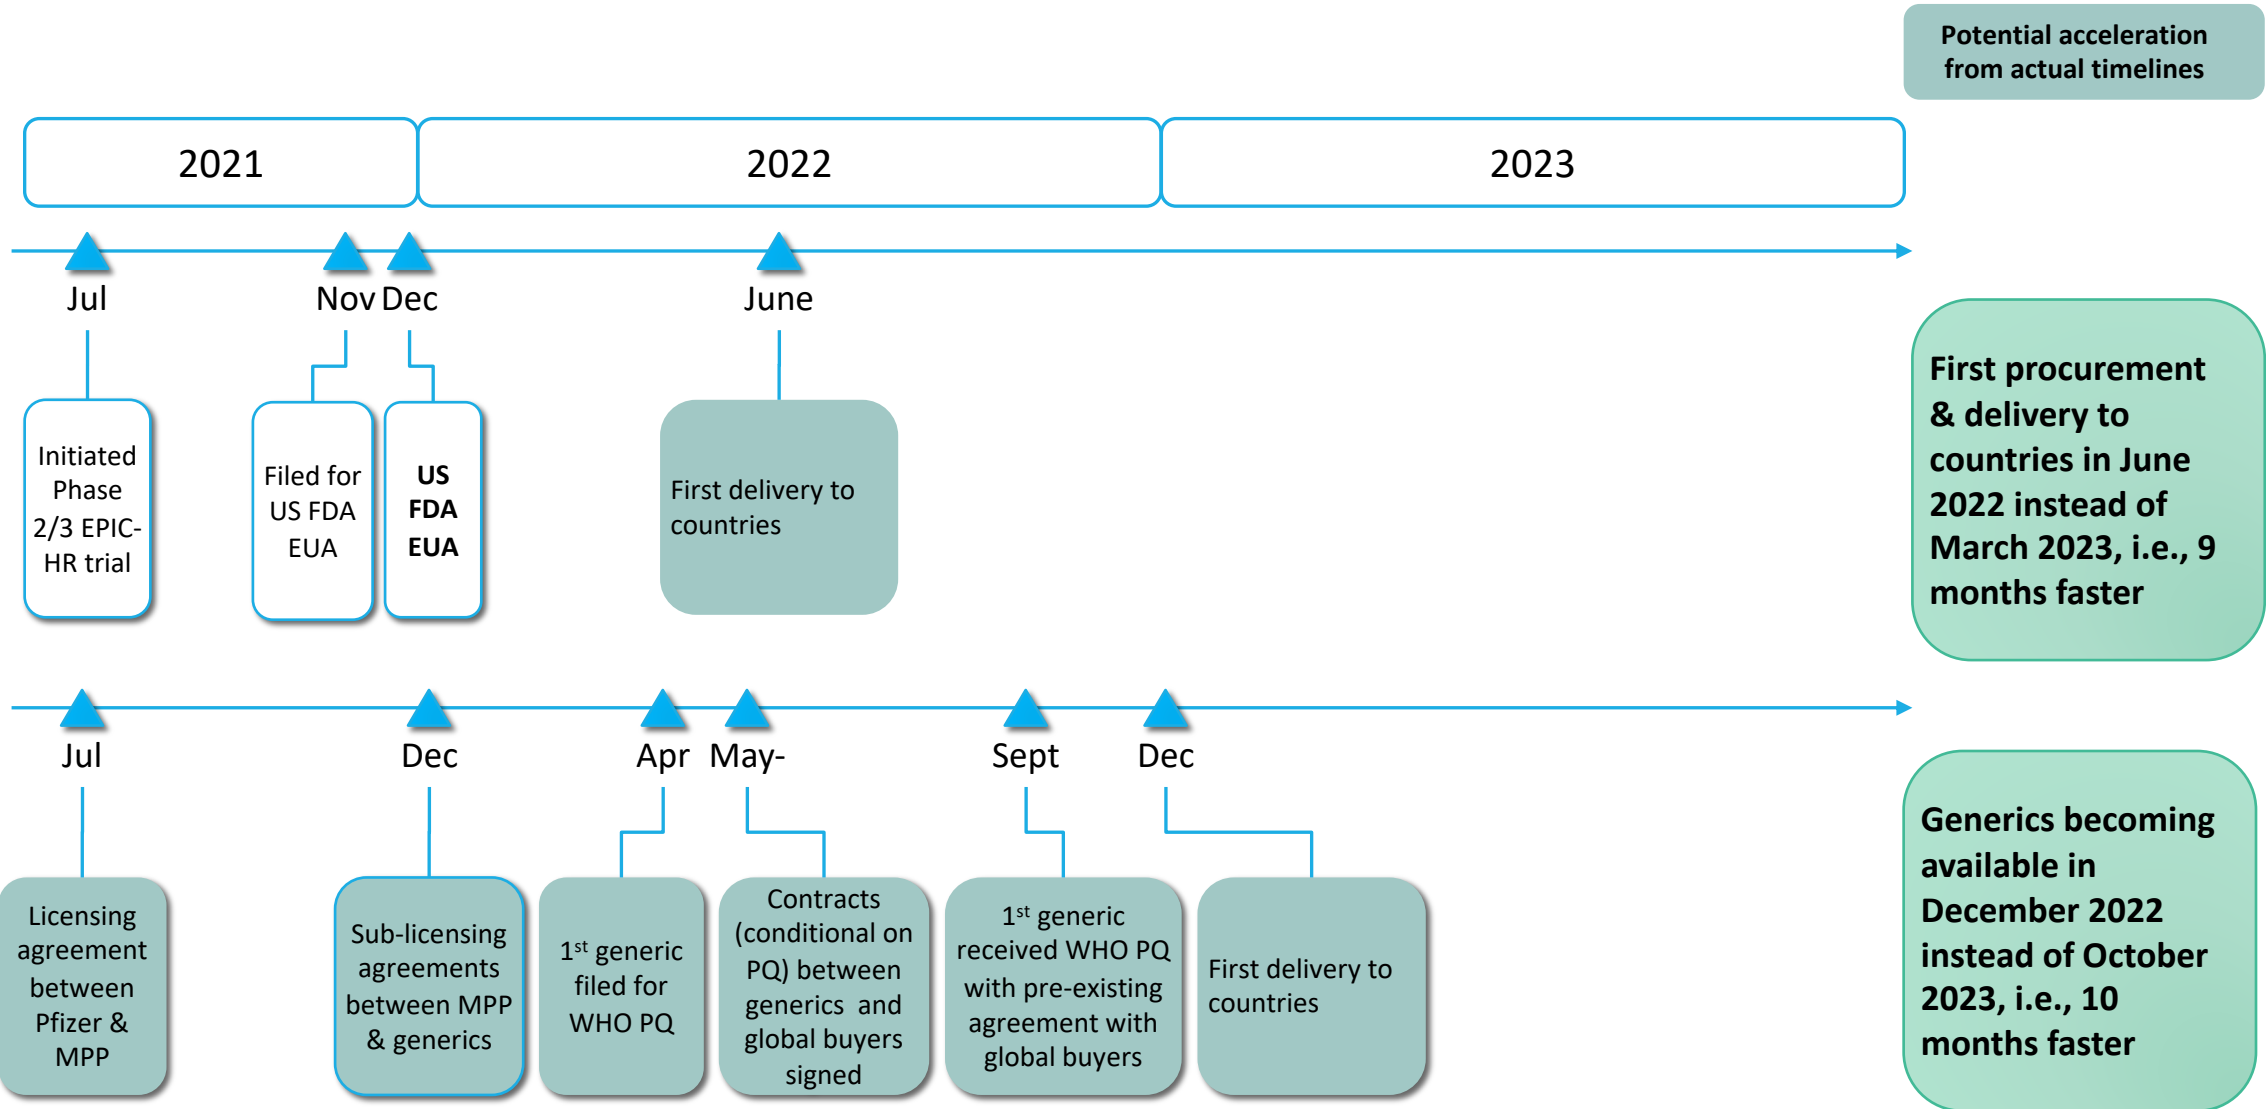 Potential acceleration
from actual timelines
2021
2022
2023
Jul
Nov
Dec
June
Initiated
Phase
2/3 EPIC-
HR trial
Filed for
US FDA
EUA
US
FDA
EUA
First delivery to
countries
First procurement
& delivery to
countries in June
2022 instead of
March 2023, i.e., 9
months faster
Jul
Dec
Apr
May-
Sept
Dec
Licensing
agreement
between
Pfizer &
MPP
Sub-licensing
agreements
between MPP
& generics
1st generic
filed for
WHO PQ
Contracts
(conditional on
PQ) between
generics and
global buyers
signed
1st generic
received WHO PQ
with pre-existing
agreement with
global buyers
First delivery to
countries
Generics becoming
available in
December 2022
instead of October
2023, i.e., 10
months faster